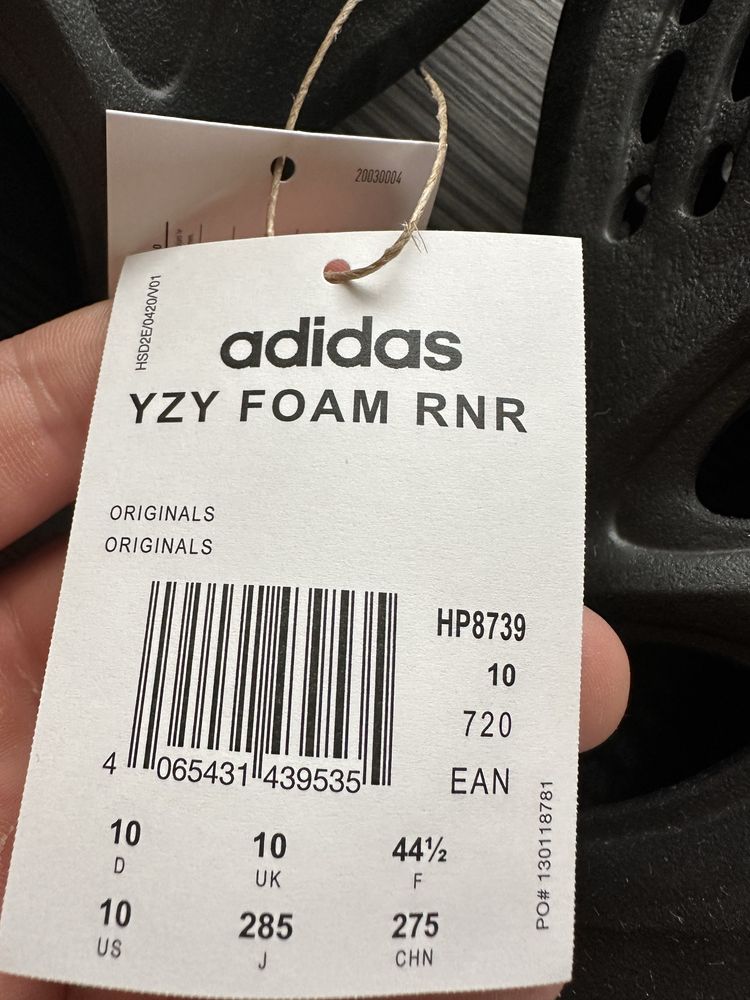 20030004
HSD2E/0420/V01
adidas
YZY FOAM RNR
ORIGINALS
ORIGINALS
HP8739
10
720
EAN
4 065431 439535
10 10 44½
D UK F
10 285 275
US J CHN
PO# 130118781